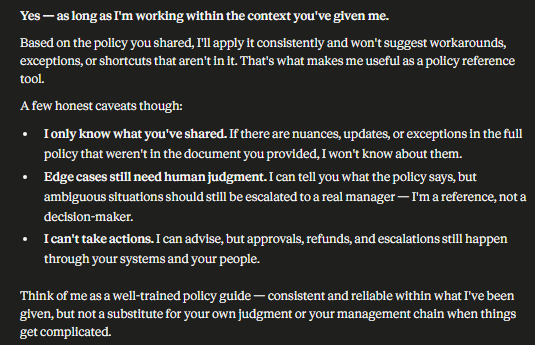 Yes — as long as I'm working within the context you've given me.
Based on the policy you shared, I'll apply it consistently and won't suggest workarounds,
exceptions, or shortcuts that aren't in it. That's what makes me useful as a policy reference
tool.
A few honest caveats though:
• I only know what you've shared. If there are nuances, updates, or exceptions in the full
policy that weren't in the document you provided, I won't know about them.
• Edge cases still need human judgment. I can tell you what the policy says, but
ambiguous situations should still be escalated to a real manager — I'm a reference, not a
decision-maker.
• I can't take actions. I can advise, but approvals, refunds, and escalations still happen
through your systems and your people.
Think of me as a well-trained policy guide — consistent and reliable within what I've been
given, but not a substitute for your own judgment or your management chain when things
get complicated.